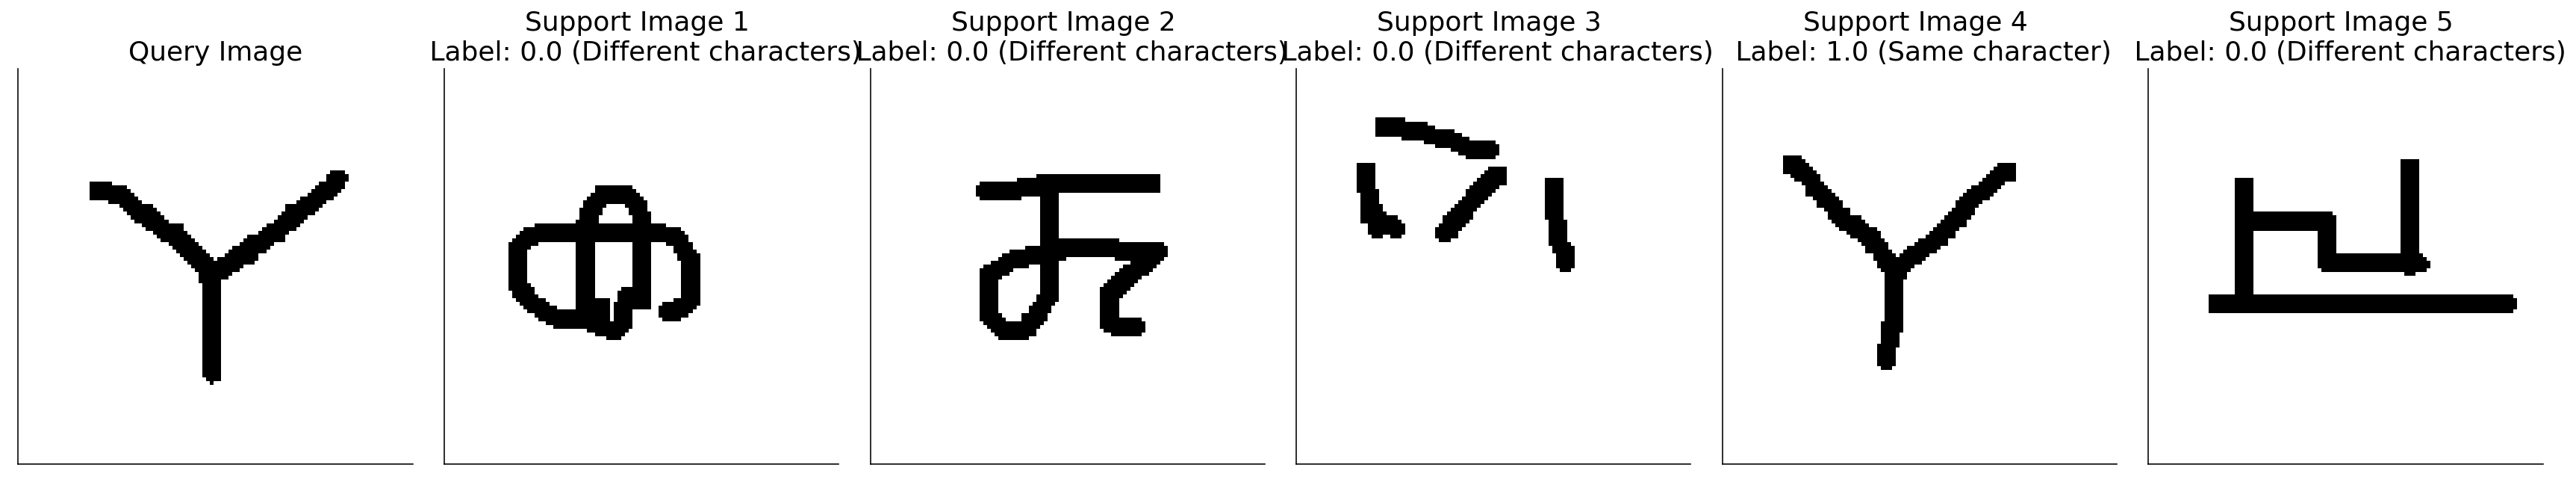 Query Image
Support Image 1
Label: 0.0 (Different characters)
Support Image 2
Label: 0.0 (Different characters)
Support Image 3
Label: 0.0 (Different characters)
Support Image 4
Label: 1.0 (Same character)
Support Image 5
Label: 0.0 (Different characters)